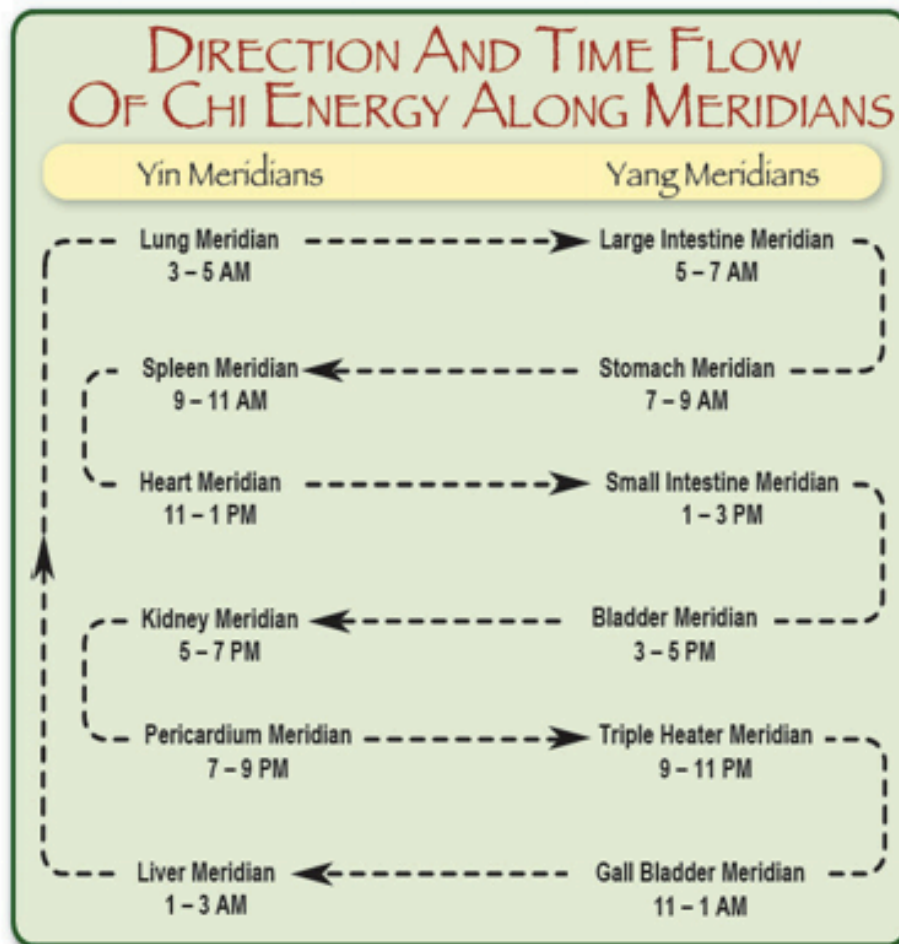 DIRECTION AND TIME FLOW
OF CHI ENERGY ALONG MERIDIANS
Yin Meridians Yang Meridians
Lung Meridian Large Intestine Meridian
3 – 5 AM 5 – 7 AM
Spleen Meridian Stomach Meridian
9 – 11 AM 7 – 9 AM
Heart Meridian Small Intestine Meridian
11 – 1 PM 1 – 3 PM
Kidney Meridian Bladder Meridian
5 – 7 PM 3 – 5 PM
Pericardium Meridian Triple Heater Meridian
7 – 9 PM 9 – 11 PM
Liver Meridian Gall Bladder Meridian
1 – 3 AM 11 – 1 AM